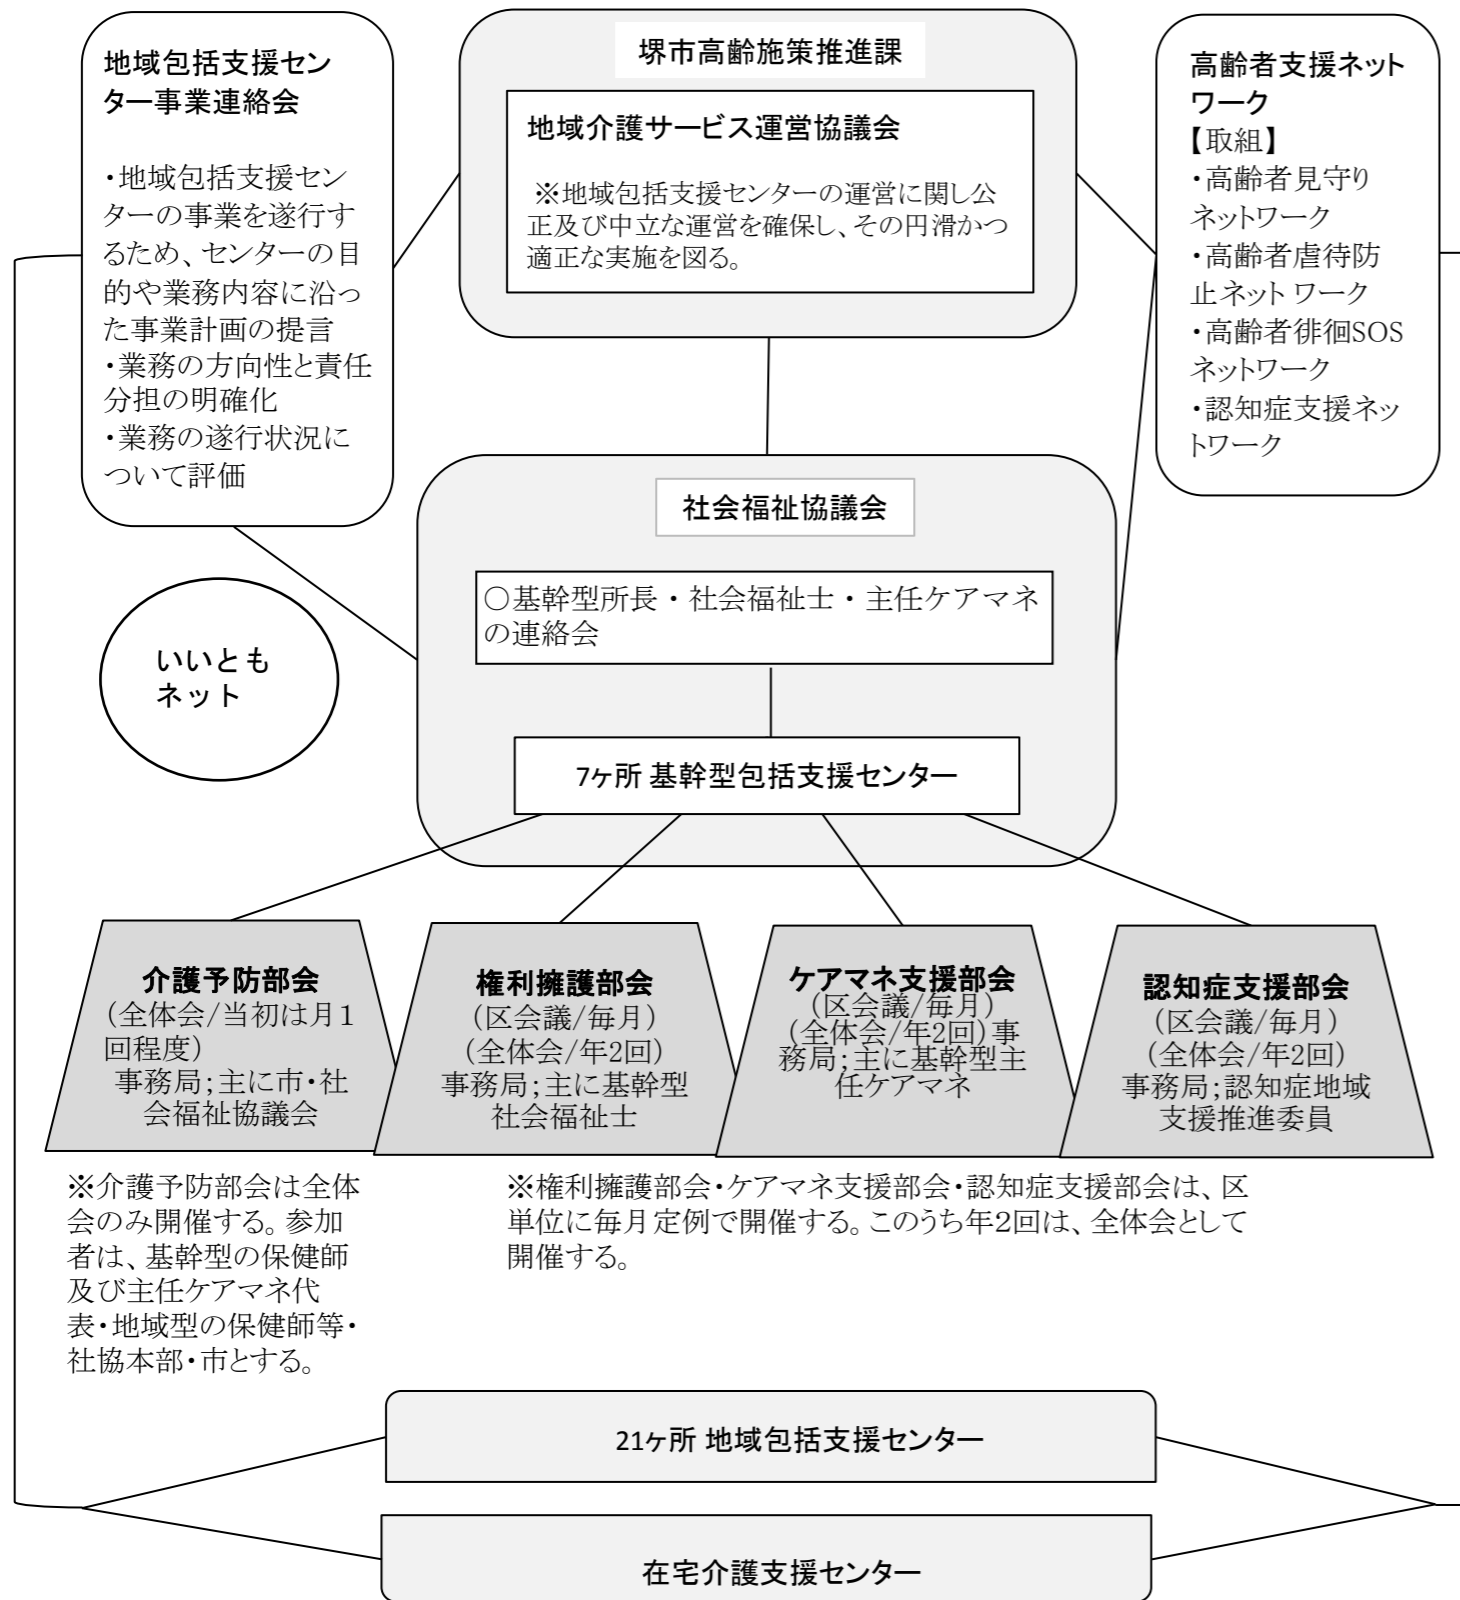 地域包括支援セン
ター事業連絡会
・地域包括支援セン
ターの事業を遂行す
るため、センターの目
的や業務内容に沿っ
た事業計画の提言
・業務の方向性と責任
分担の明確化
・業務の遂行状況に
ついて評価
堺市高齢施策推進課
地域介護サービス運営協議会
※地域包括支援センターの運営に関し公
正及び中立な運営を確保し、その円滑かつ
適正な実施を図る。
高齢者支援ネット
ワーク
【取組】
・高齢者見守り
ネットワーク
・高齢者虐待防
止ネット ワーク
・高齢者徘徊SOS
ネットワーク
・認知症支援ネッ
トワーク
社会福祉協議会
○基幹型所長・社会福祉士・主任ケアマネ
の連絡会
いいとも
ネット
7ヶ所 基幹型包括支援センター
介護予防部会
(全体会/当初は月1
回程度)
事務局;主に市・社
会福祉協議会
権利擁護部会
(区会議/毎月)
(全体会/年2回)
事務局;主に基幹型
社会福祉士
ケアマネ支援部会
(区会議/毎月)
(全体会/年2回)事
務局;主に基幹型主
任ケアマネ
認知症支援部会
(区会議/毎月)
(全体会/年2回)
事務局;認知症地域
支援推進委員
※介護予防部会は全体
会のみ開催する。参加
者は、基幹型の保健師
及び主任ケアマネ代
表・地域型の保健師等・
社協本部・市とする。
※権利擁護部会・ケアマネ支援部会・認知症支援部会は、区
単位に毎月定例で開催する。このうち年2回は、全体会として
開催する。
21ヶ所 地域包括支援センター
在宅介護支援センター